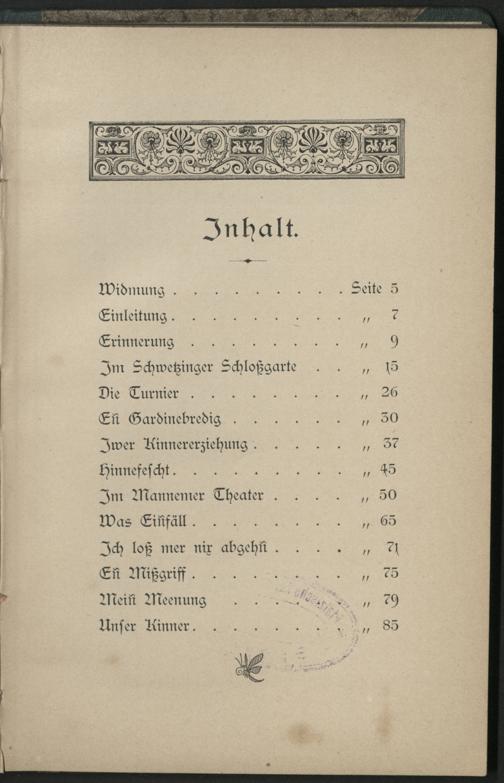 Inhalt.
Widmung . . . . . . . . . Seite 5
Einleitung . . . . . . . . „ 7
Erinnerung . . . . . . . . „ 9
Im Schwetzinger Schloßgarte . . „ 15
Die Turnier . . . . . . . . „ 26
Eñ Gardinebredig . . . . . . „ 30
Iwer Kinnererziehung . . . . . „ 37
Hinnefescht . . . . . . . . . „ 45
Im Mannemer Theater . . . . „ 50
Was Eiñfäll . . . . . . . . „ 65
Ich loß mer nix abgehñ . . . . „ 71
Eñ Mißgriff . . . . . . . . „ 75
Meiñ Meenung . . . . . „ 79
Unser Kinner . . . . . . . „ 85